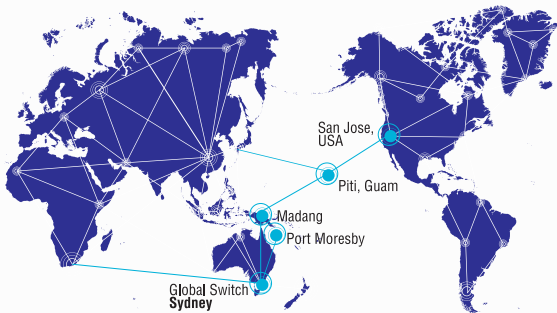 San Jose,
USA
Piti, Guam
Madang
Port Moresby
Global Switch
Sydney